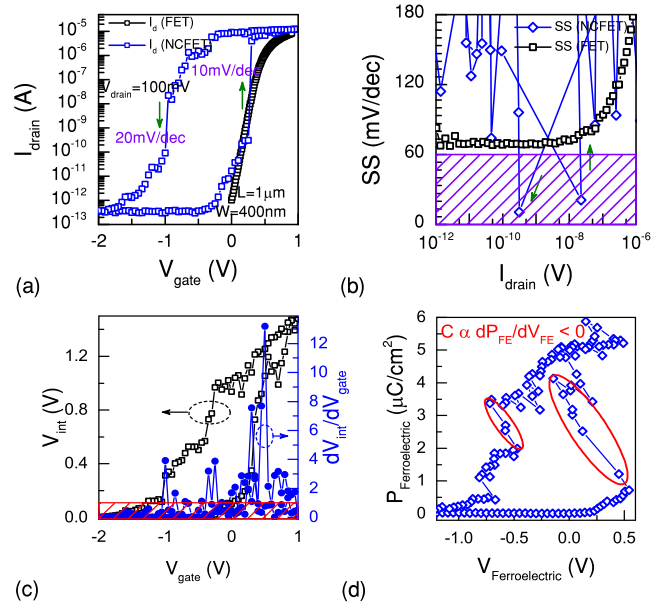 I_d (FET)
I_d (NCFET)
10^-5
10^-6
10^-7
10^-8
10^-9
10^-10
10^-11
10^-12
10^-13
I_drain (A)
10mV/dec
V_drain=100mV
20mV/dec
L=1μm
W=400nm
-2 -1 0 1
V_gate (V)
(a)
SS (NCFET)
SS (FET)
180
120
60
0
SS (mV/dec)
10^-12 10^-10 10^-8 10^-6
I_drain (V)
(b)
1.2
0.8
0.4
0.0
V_int (V)
14
12
10
8
6
4
2
1
0
dV_int/dV_gate
-2 -1 0 1
V_gate (V)
(c)
C α dP_FE/dV_FE < 0
6
5
4
3
2
1
0
P_Ferroelectric (μC/cm^2)
-1.0 -0.5 0.0 0.5
V_Ferroelectric (V)
(d)